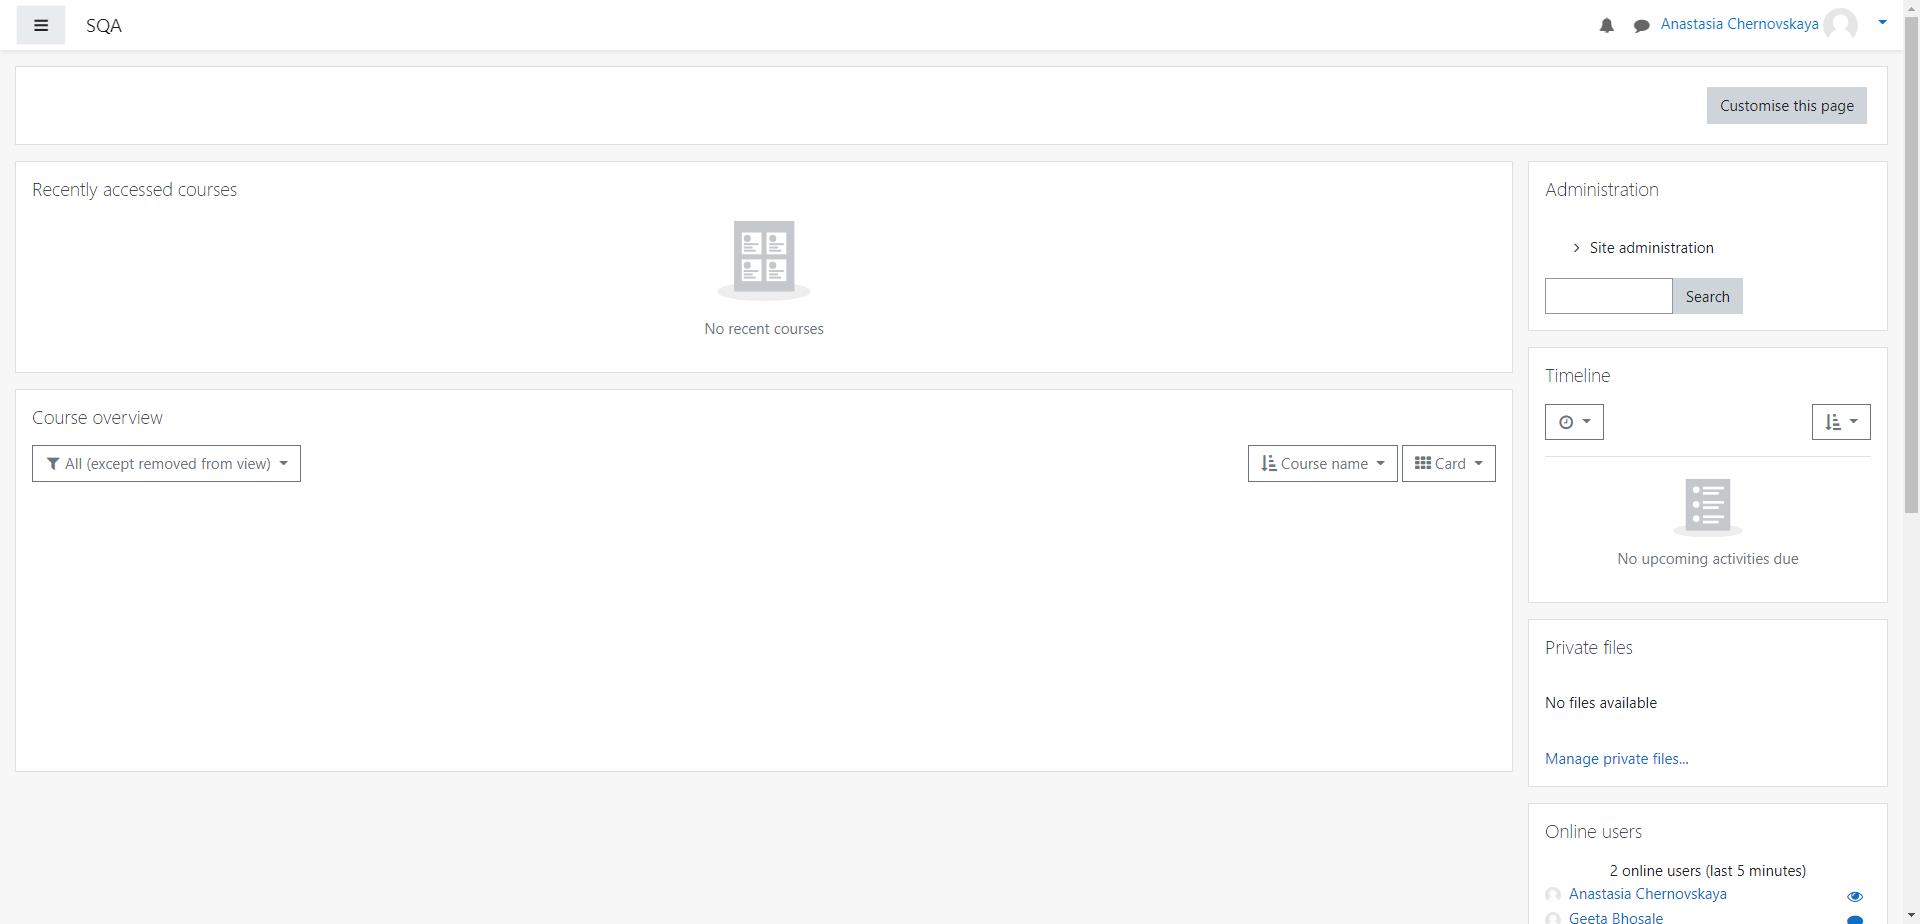 SQA
Anastasia Chernovskaya
Customise this page
Recently accessed courses
No recent courses
Course overview
All (except removed from view)
Course name
Card
Administration
Site administration
Search
Timeline
No upcoming activities due
Private files
No files available
Manage private files...
Online users
2 online users (last 5 minutes)
Anastasia Chernovskaya
Geeta Bhosale